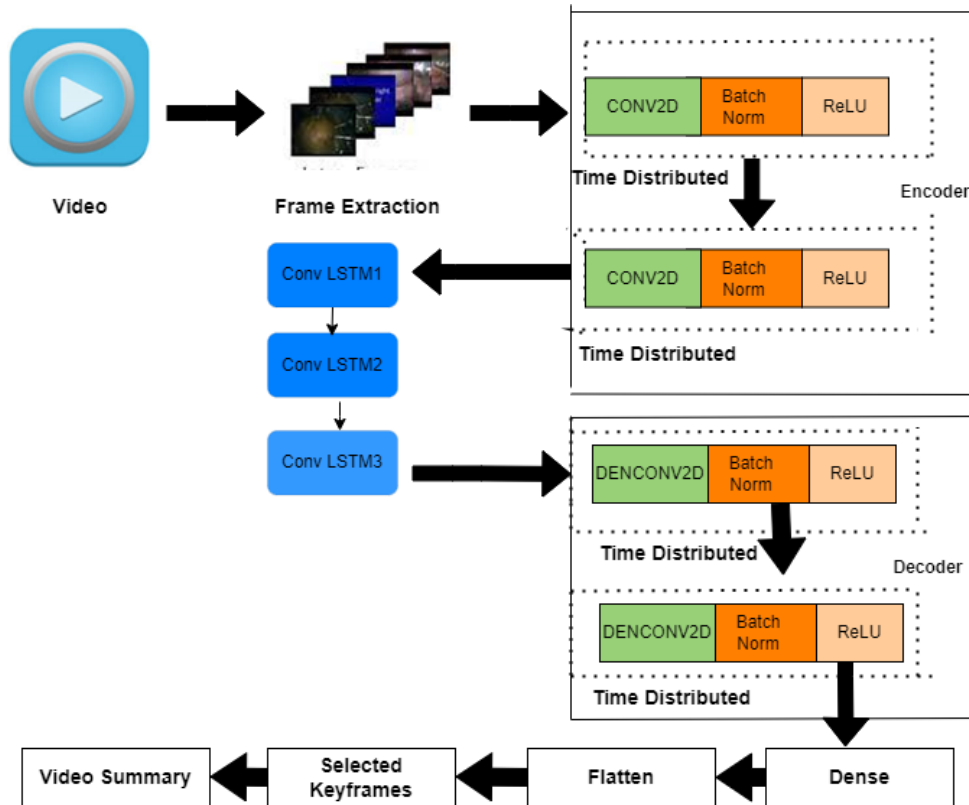 CONV2D
Batch
Norm
ReLU
Time Distributed
Encoder
Video
Frame Extraction
CONV2D
Batch
Norm
ReLU
Time Distributed
Conv LSTM1
Conv LSTM2
Conv LSTM3
DENCONV2D
Batch
Norm
ReLU
Time Distributed
Decoder
DENCONV2D
Batch
Norm
ReLU
Time Distributed
Video Summary
Selected
Keyframes
Flatten
Dense